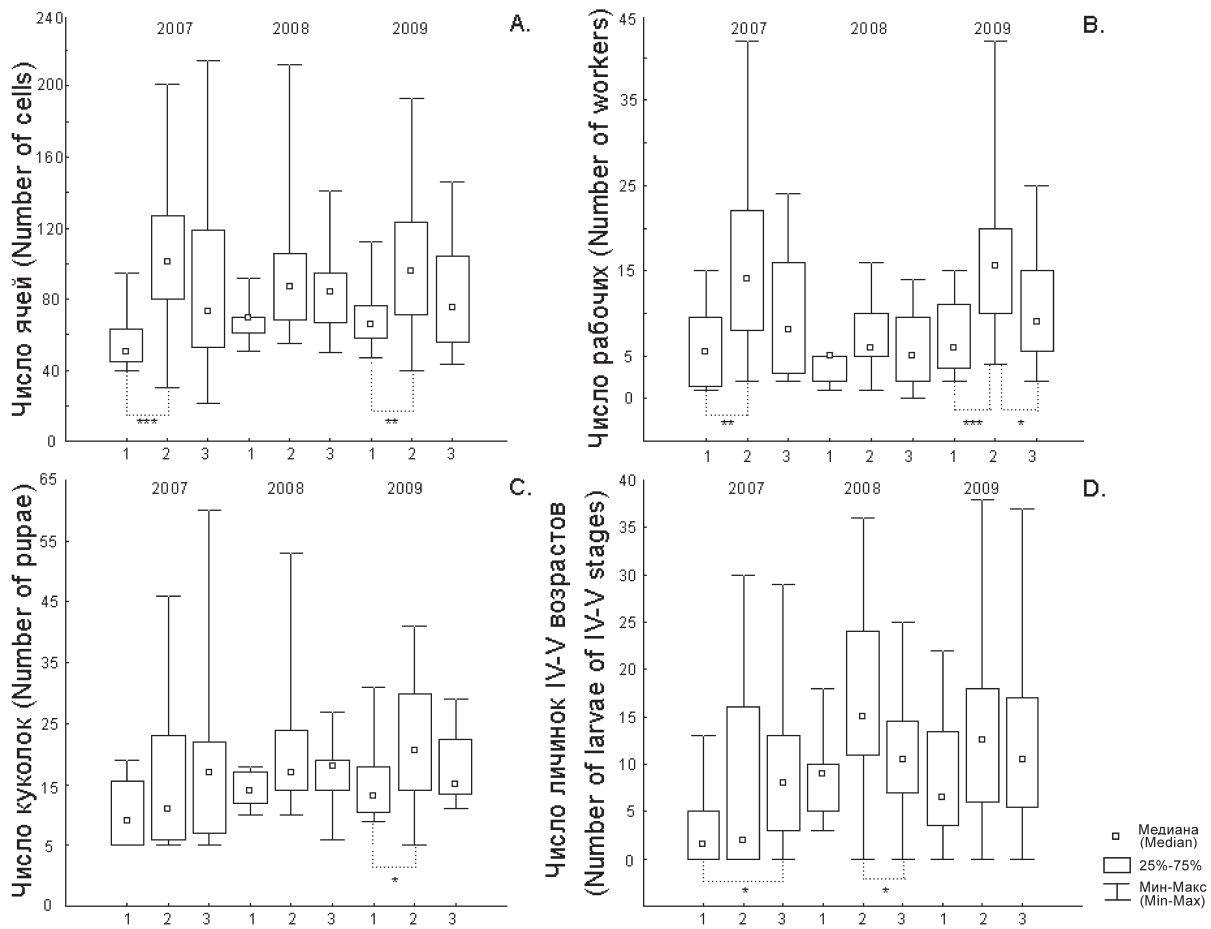 A.
2007 2008 2009
Число ячей (Number of cells)
240
200
160
120
80
40
0
*** **
1 2 3 1 2 3 1 2 3
B.
2007 2008 2009
Число рабочих (Number of workers)
45
35
25
15
5
0
** *** *
1 2 3 1 2 3 1 2 3
C.
2007 2008 2009
Число куколок (Number of pupae)
65
55
45
35
25
15
5
0
*
1 2 3 1 2 3 1 2 3
D.
2007 2008 2009
Число личинок IV-V возрастов
(Number of larvae of IV-V stages)
40
35
30
25
20
15
10
5
0
* *
1 2 3 1 2 3 1 2 3
Медиана
(Median)
25%-75%
Мин-Макс
(Min-Max)